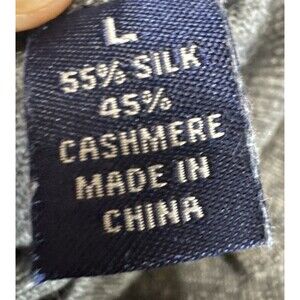 L
55% SILK
45%
CASHMERE
MADE IN
CHINA